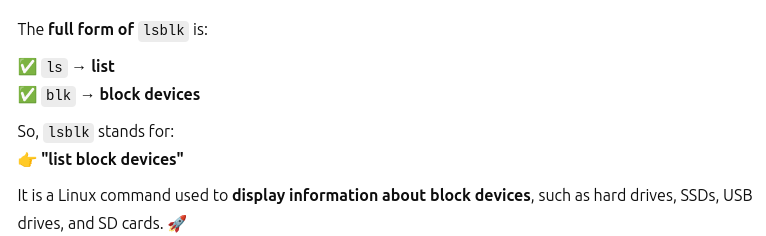 The full form of lsblk is:
✅ ls → list
✅ blk → block devices
So, lsblk stands for:
👉 "list block devices"
It is a Linux command used to display information about block devices, such as hard drives, SSDs, USB
drives, and SD cards. 🚀